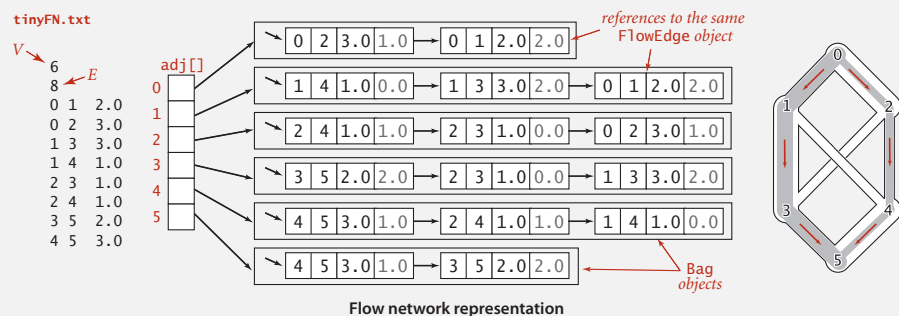 tinyFN.txt
V
6
E
8
0 1 2.0
0 2 3.0
1 3 3.0
1 4 1.0
2 3 1.0
2 4 1.0
3 5 2.0
4 5 3.0
adj[]
0
1
2
3
4
5
0 2 3.0 1.0 0 1 2.0 2.0
1 4 1.0 0.0 1 3 3.0 2.0 0 1 2.0 2.0
2 4 1.0 1.0 2 3 1.0 0.0 0 2 3.0 1.0
3 5 2.0 2.0 2 3 1.0 0.0 1 3 3.0 2.0
4 5 3.0 1.0 2 4 1.0 1.0 1 4 1.0 0.0
4 5 3.0 1.0 3 5 2.0 2.0
references to the same
FlowEdge object
Bag
objects
0
1 2
3 4
5
Flow network representation